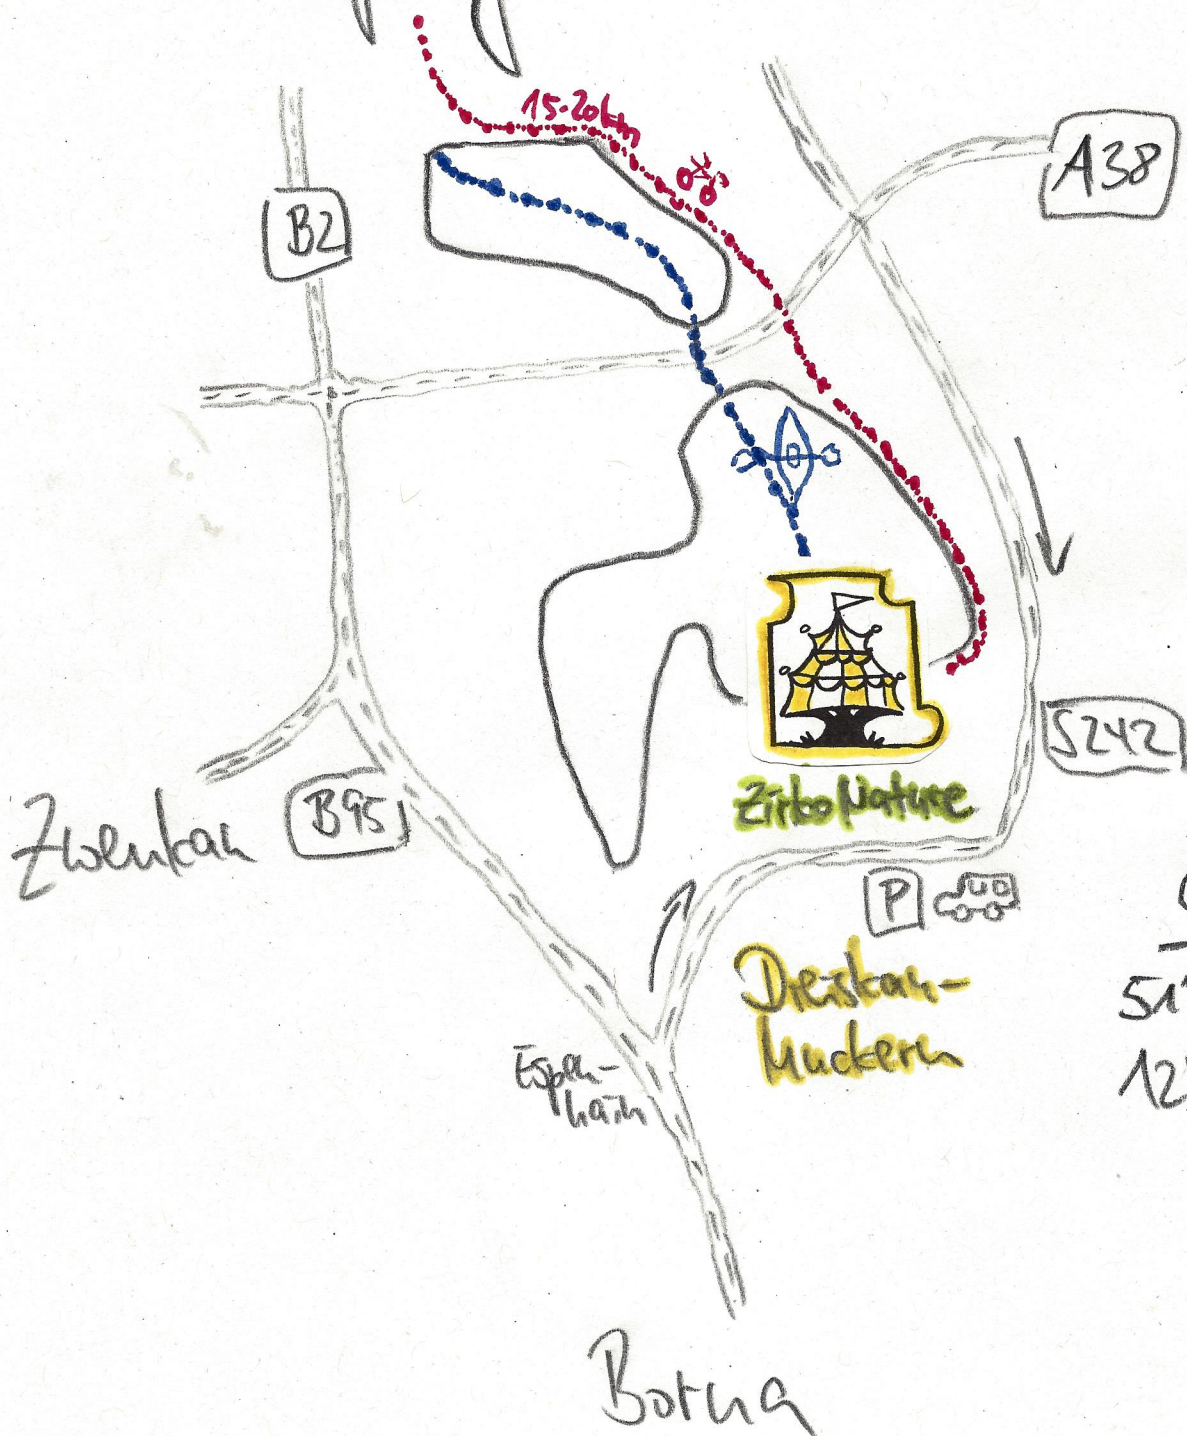 15-20km
A38
B2
S242
ZirkoNature
Zwenkau
B95
P
Dreiskau-
Muckern
Espen-
hain
Borna